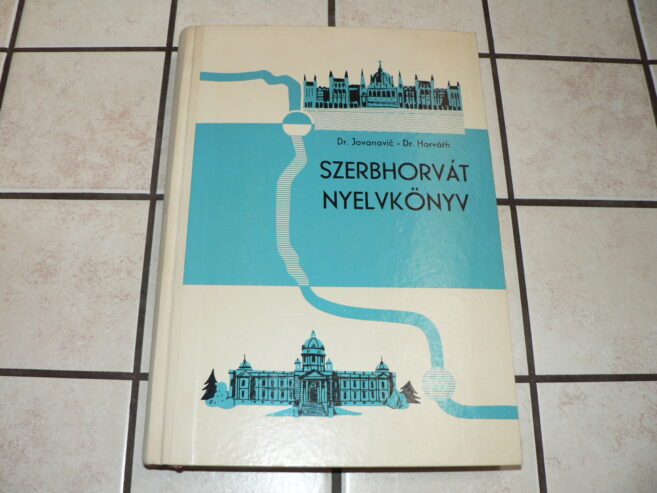 Dr. Jovanović - Dr. Horváth
SZERBHORVÁT
NYELVKÖNYV